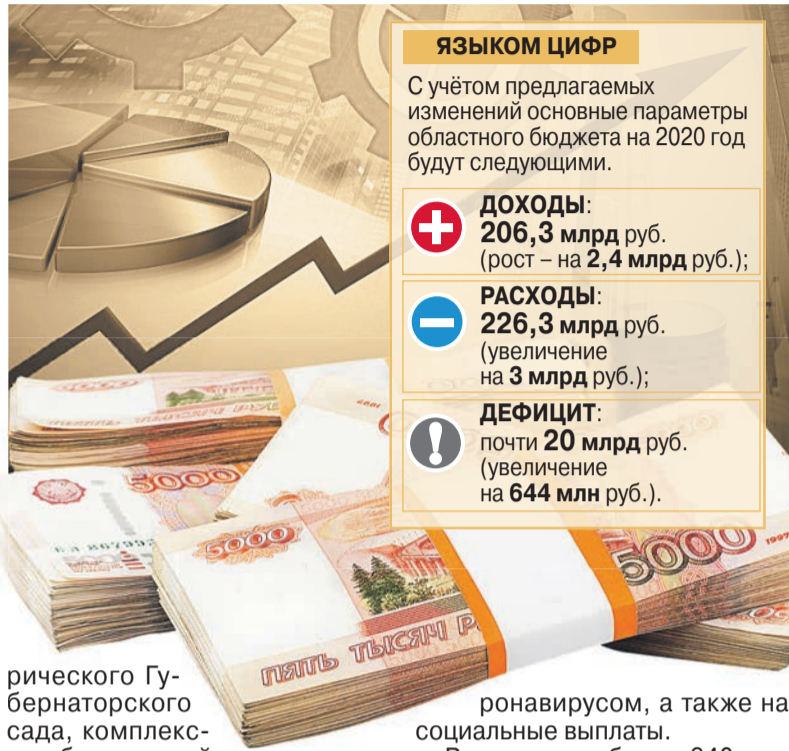 ЯЗЫКОМ ЦИФР
С учётом предлагаемых
изменений основные параметры
областного бюджета на 2020 год
будут следующими.
ДОХОДЫ:
206,3 млрд руб.
(рост – на 2,4 млрд руб.);
РАСХОДЫ:
226,3 млрд руб.
(увеличение
на 3 млрд руб.);
ДЕФИЦИТ:
почти 20 млрд руб.
(увеличение
на 644 млн руб.).
5000
5000
5000
1997
1997
ПЯТЬ ТЫСЯЧ
рического Гу-
бернаторского
сада, комплекс-
ронавирусом, а также на
социальные выплаты.